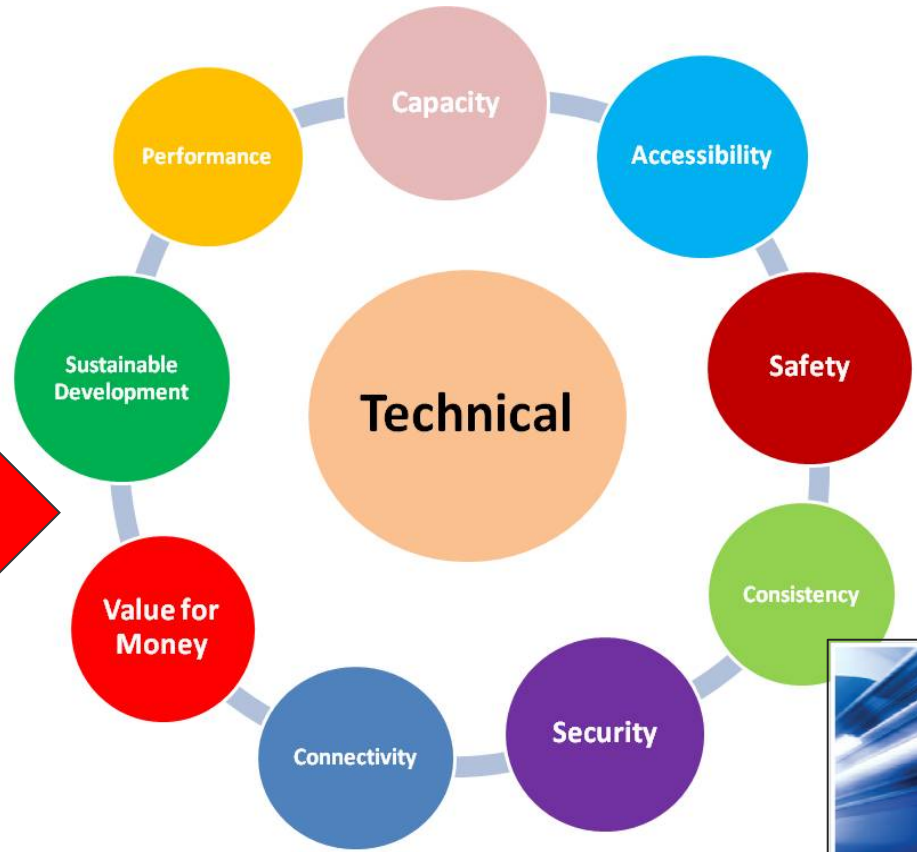 Capacity
Performance
Accessibility
Sustainable
Development
Technical
Safety
Value for
Money
Consistency
Connectivity
Security